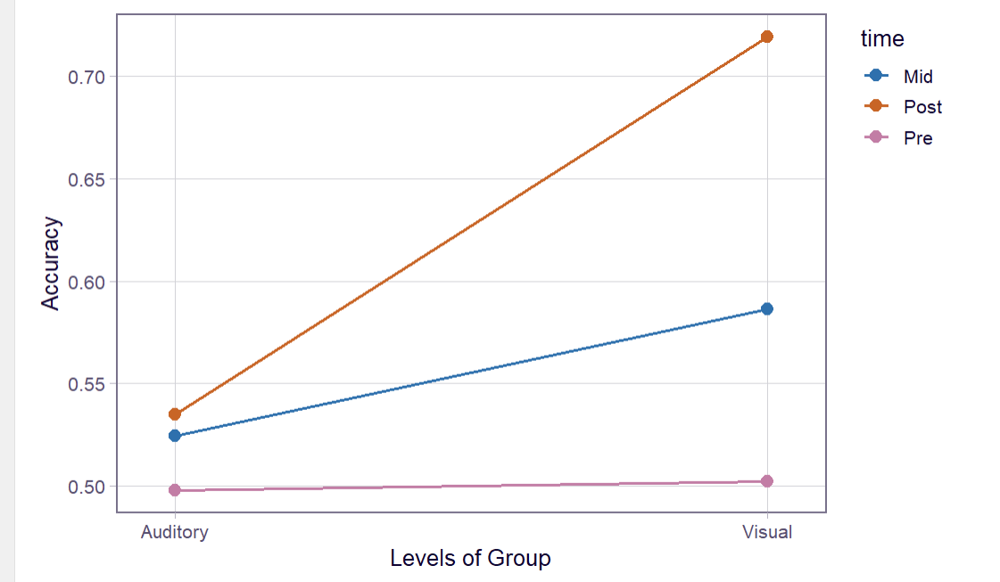 time
Mid
Post
Pre
0.70
0.65
0.60
0.55
0.50
Accuracy
Auditory
Visual
Levels of Group